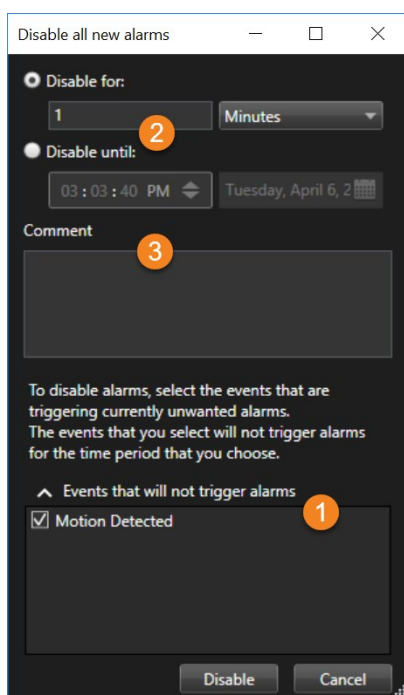 Disable all new alarms
Disable for:
1 Minutes
2
Disable until:
03 : 03 : 40 PM Tuesday, April 6, 2
Comment
3
To disable alarms, select the events that are
triggering currently unwanted alarms.
The events that you select will not trigger alarms
for the time period that you choose.
Events that will not trigger alarms
1
Motion Detected
Disable Cancel